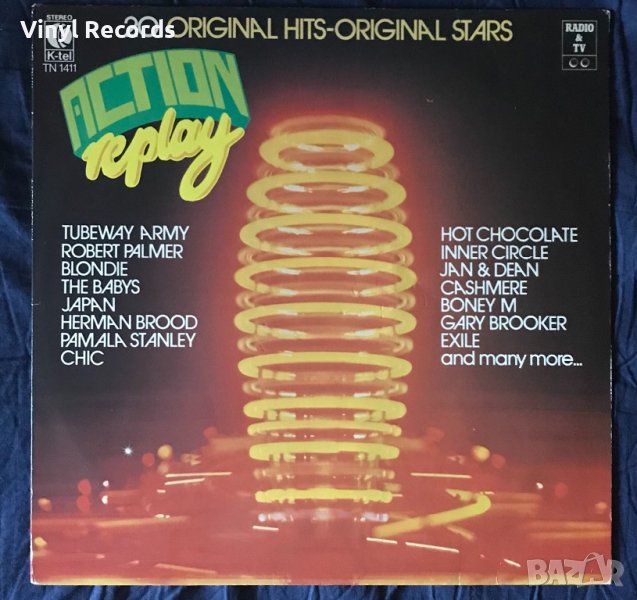 Vinyl Records
STEREO
K-tel
TN 1411
ORIGINAL HITS-ORIGINAL STARS
RADIO
&
TV
ACTION
replay
TUBEWAY ARMY
ROBERT PALMER
BLONDIE
THE BABYS
JAPAN
HERMAN BROOD
PAMALA STANLEY
CHIC
HOT CHOCOLATE
INNER CIRCLE
JAN & DEAN
CASHMERE
BONEY M
GARY BROOKER
EXILE
and many more...
BAZAR